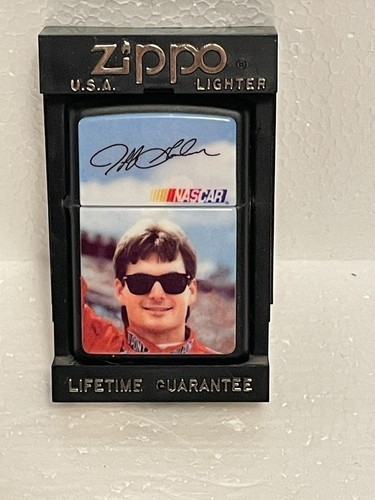 zippo®
U.S.A. LIGHTER
NASCAR
LIFETIME GUARANTEE